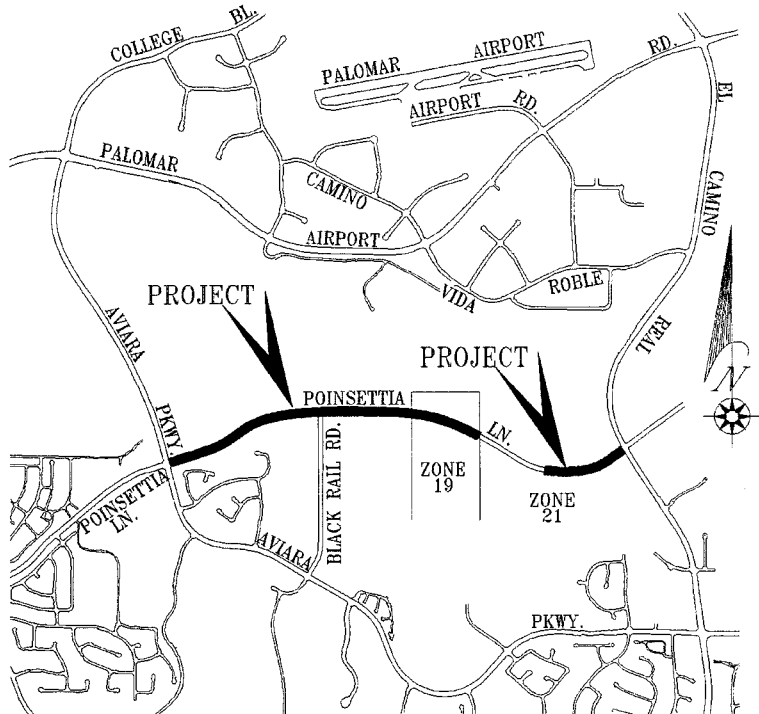 COLLEGE BL.
PALOMAR AIRPORT
AIRPORT RD.
RD.
EL CAMINO REAL
PALOMAR AIRPORT
CAMINO VIDA ROBLE
PROJECT
PROJECT
AVIARA PKWY.
POINSETTIA LN.
POINSETTIA LN.
BLACK RAIL RD.
ZONE
19
ZONE
21
AVIARA PKWY.
N